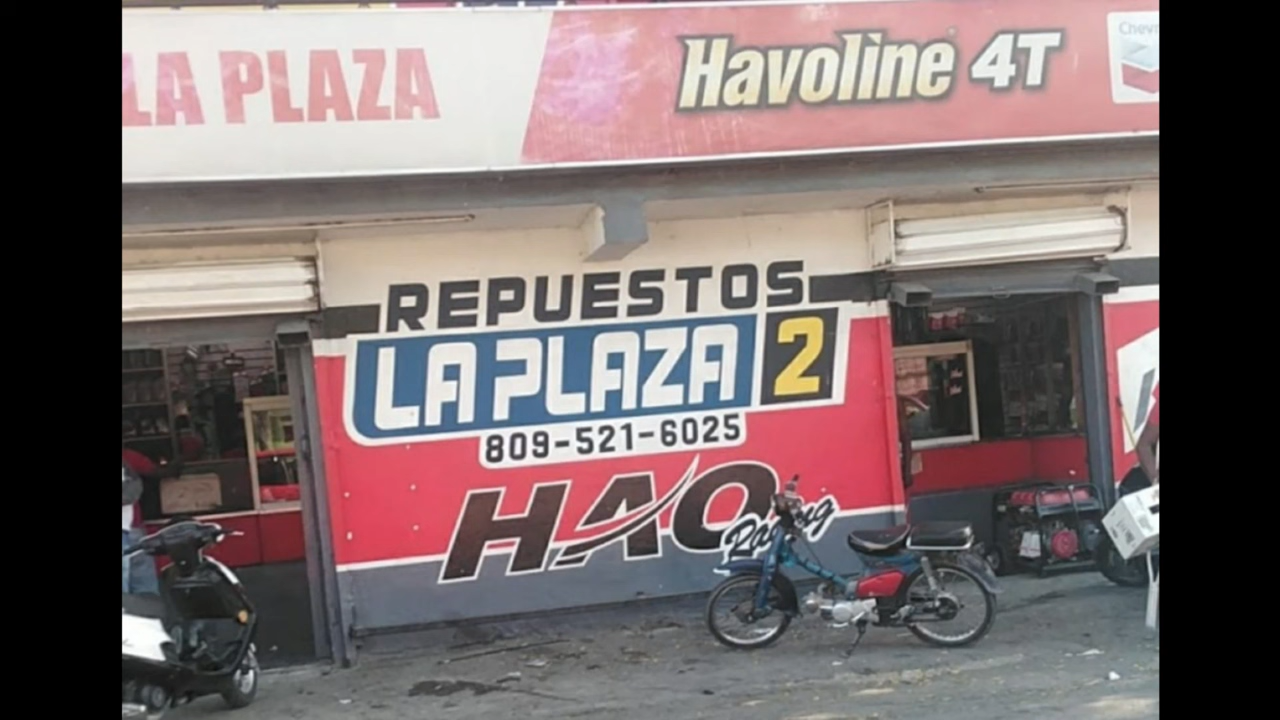 LA PLAZA
Havoline 4T
REPUESTOS
LA PLAZA 2
809-521-6025
HAO
Racing